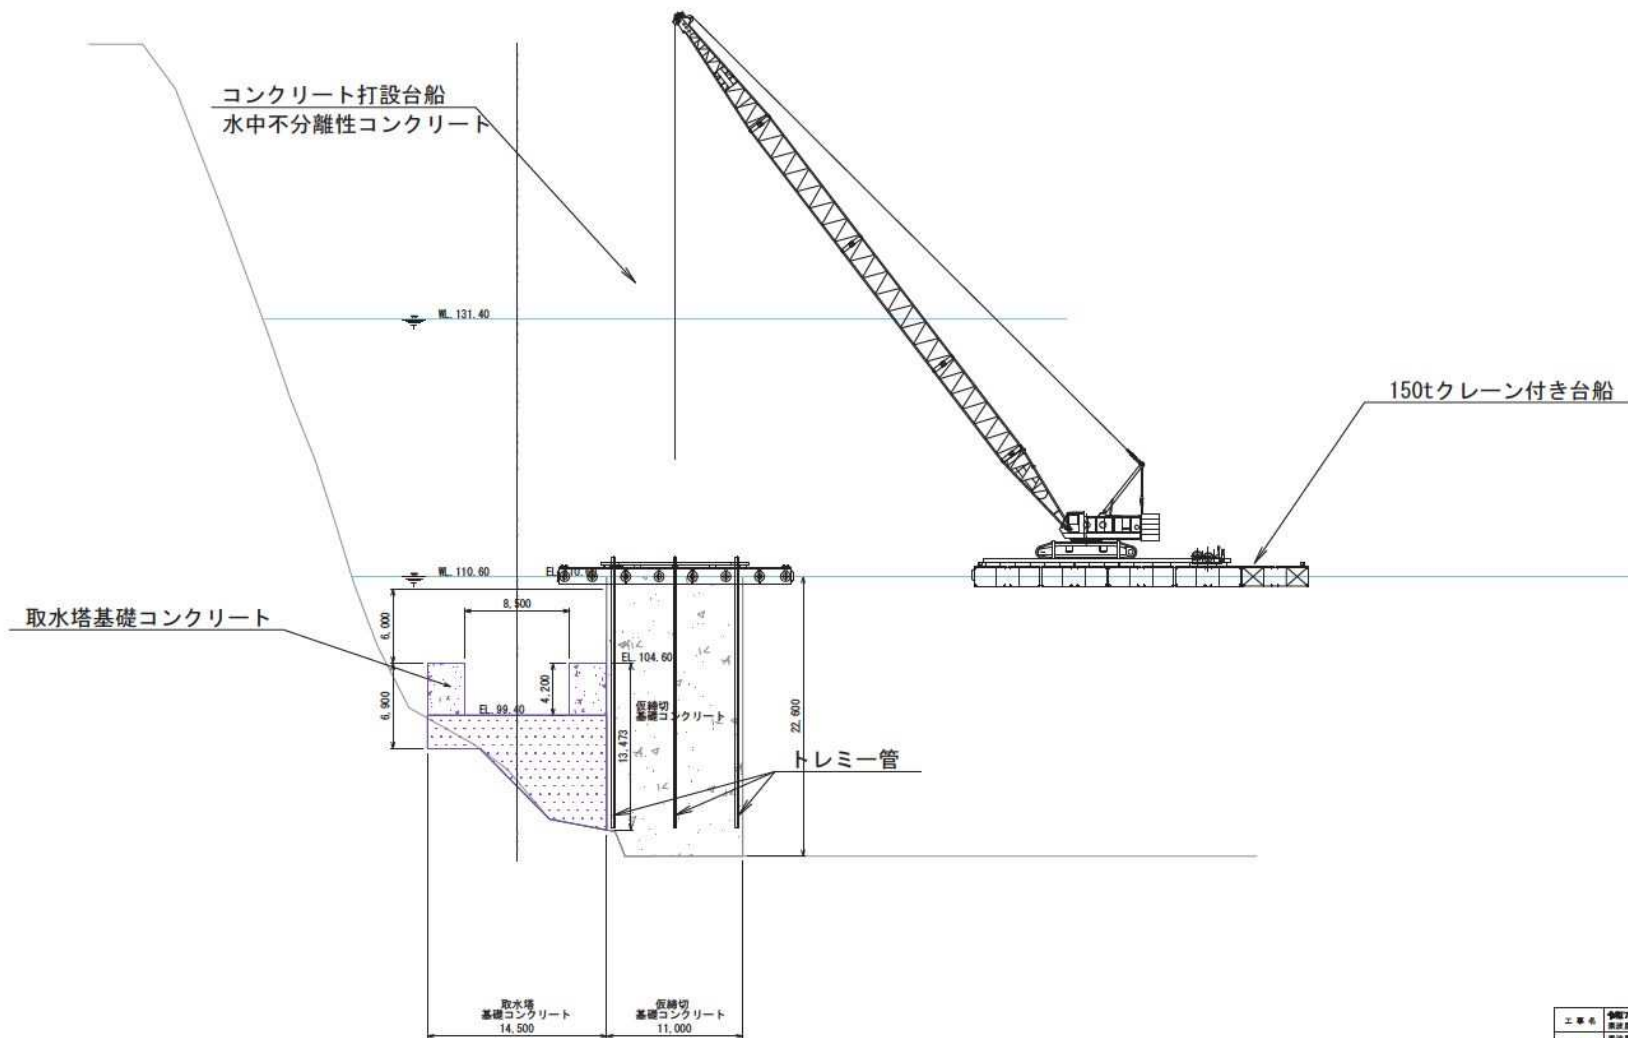 コンクリート打設台船
水中不分離性コンクリート
WL.131.40
150tクレーン付き台船
WL.110.60
8,500
取水塔基礎コンクリート
6,000
EL.104.60
6,900
4,200
EL.99.40
仮締切
基礎コンクリート
13,473
22,600
トレミー管
取水塔
基礎コンクリート
14,500
仮締切
基礎コンクリート
11,000
工事名